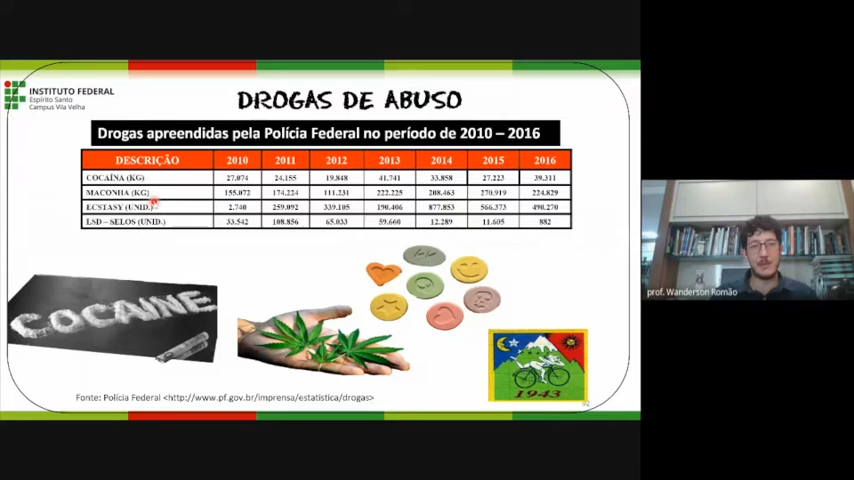 INSTITUTO FEDERAL
Espírito Santo
Campus Vila Velha
DROGAS DE ABUSO
Drogas apreendidas pela Polícia Federal no período de 2010 – 2016
DESCRIÇÃO 2010 2011 2012 2013 2014 2015 2016
COCAÍNA (KG) 27.074 24.155 19.848 41.741 33.858 27.223 39.311
MACONHA (KG) 155.072 174.224 111.231 222.225 208.463 270.919 224.829
ECSTASY (UNID.) 2.740 259.092 339.105 190.406 877.853 566.373 490.270
LSD – SELOS (UNID.) 33.542 108.856 65.033 59.660 12.289 11.605 882
prof. Wanderson Romão
COCAINE
1943
Fonte: Polícia Federal <http://www.pf.gov.br/imprensa/estatistica/drogas>
92